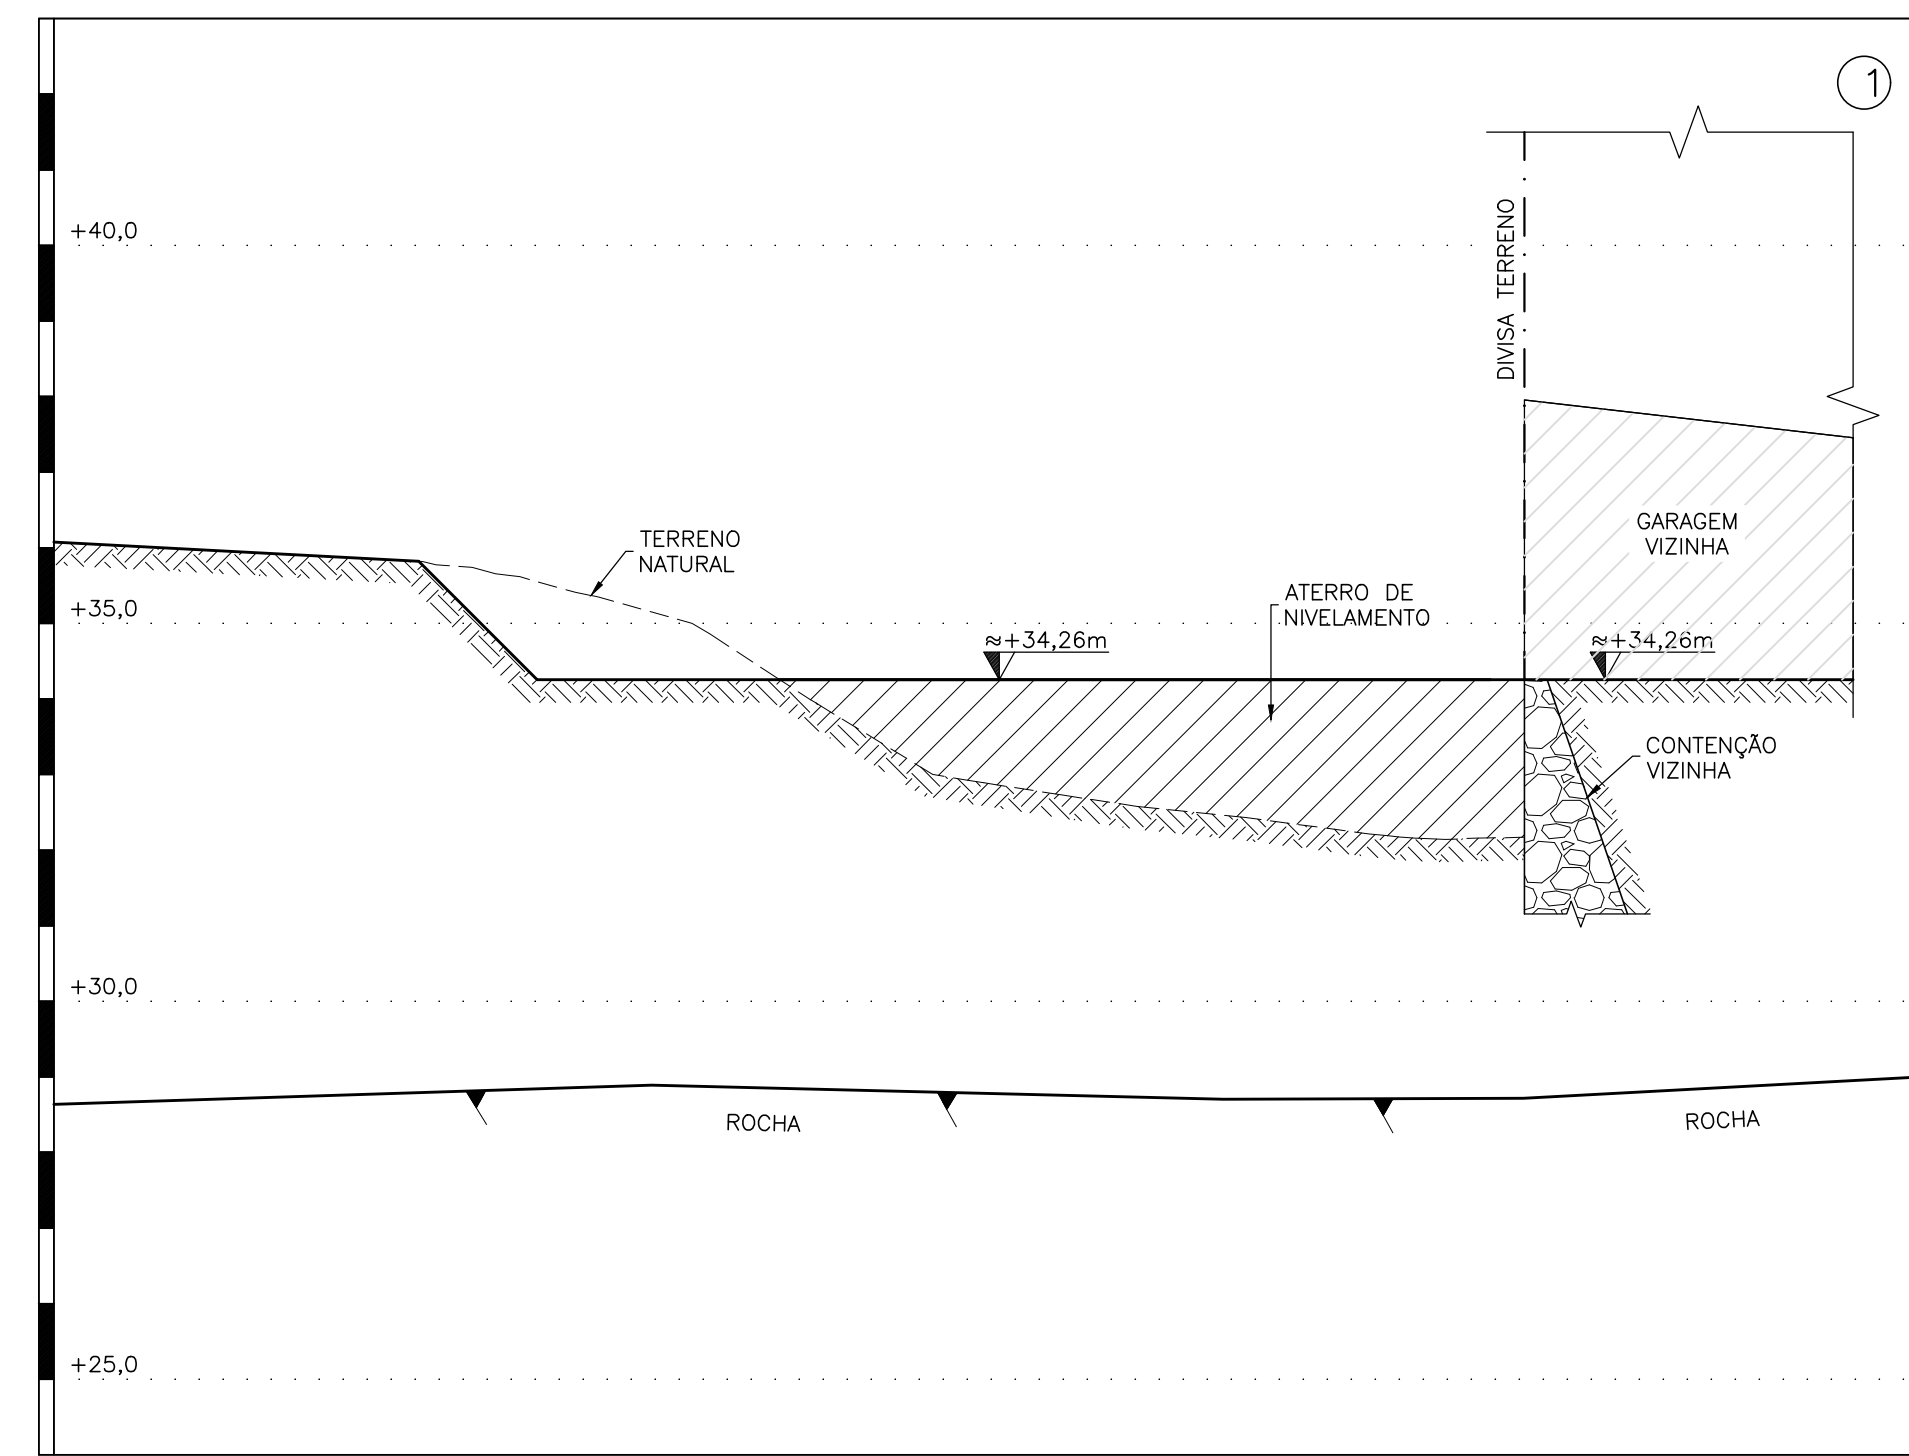 1
+40,0
DIVISA TERRENO
GARAGEM
VIZINHA
TERRENO
NATURAL
ATERRO DE
NIVELAMENTO
+35,0
≈+34,26m
≈+34,26m
CONTENÇÃO
VIZINHA
+30,0
ROCHA
ROCHA
+25,0